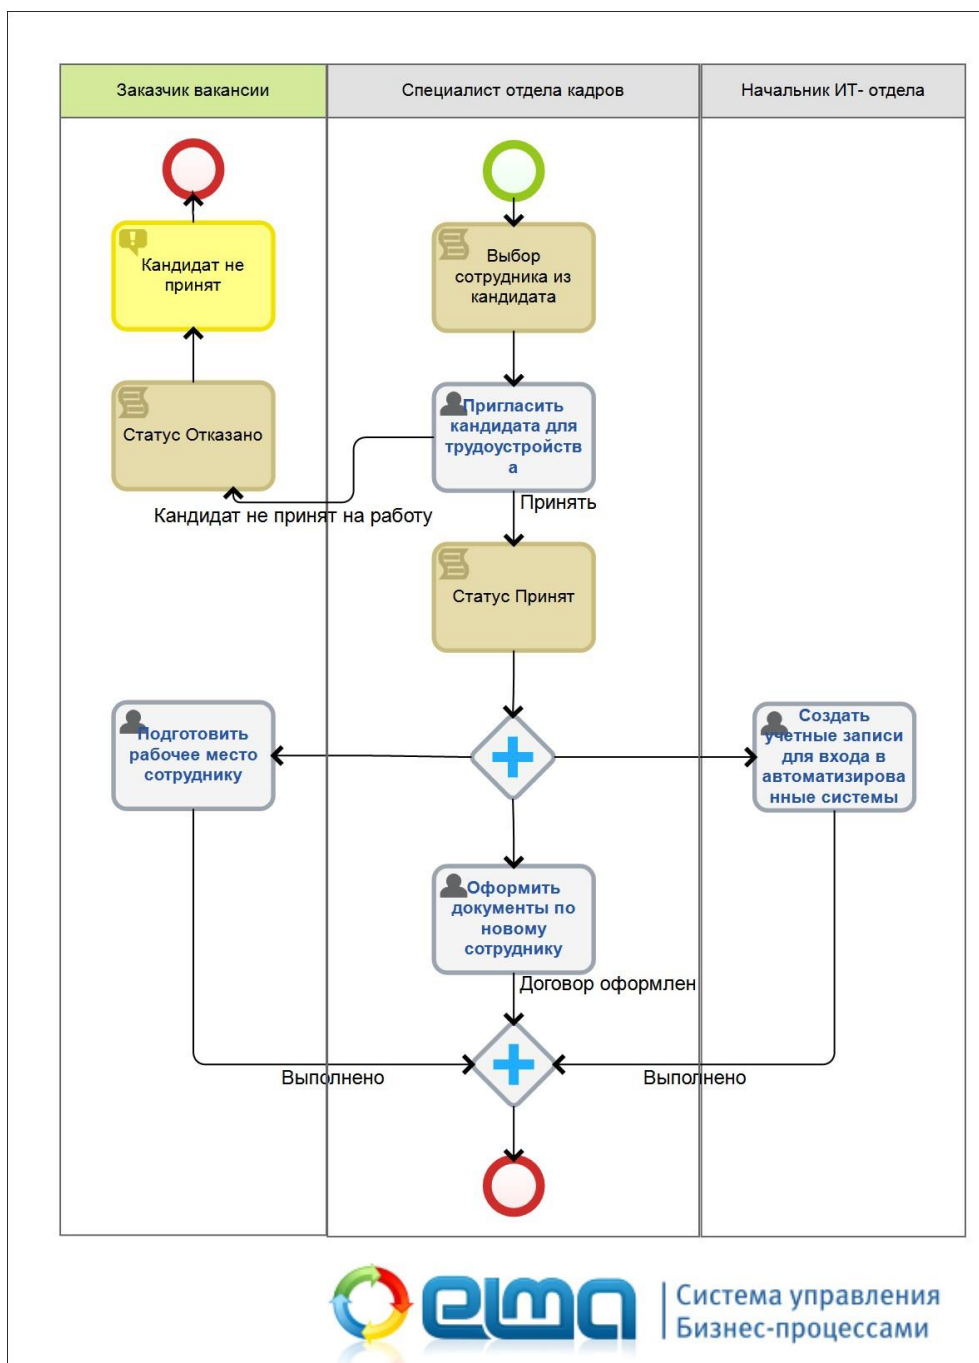 Заказчик вакансии
Специалист отдела кадров
Начальник ИТ- отдела
Кандидат не
принят
Выбор
сотрудника из
кандидата
Статус Отказано
Пригласить
кандидата для
трудоустройств
а
Кандидат не принят на работу
Принять
Статус Принят
Подготовить
рабочее место
сотруднику
Создать
учетные записи
для входа в
автоматизирова
нные системы
Оформить
документы по
новому
сотруднику
Договор оформлен
Выполнено
Выполнено
elma
Система управления
Бизнес-процессами